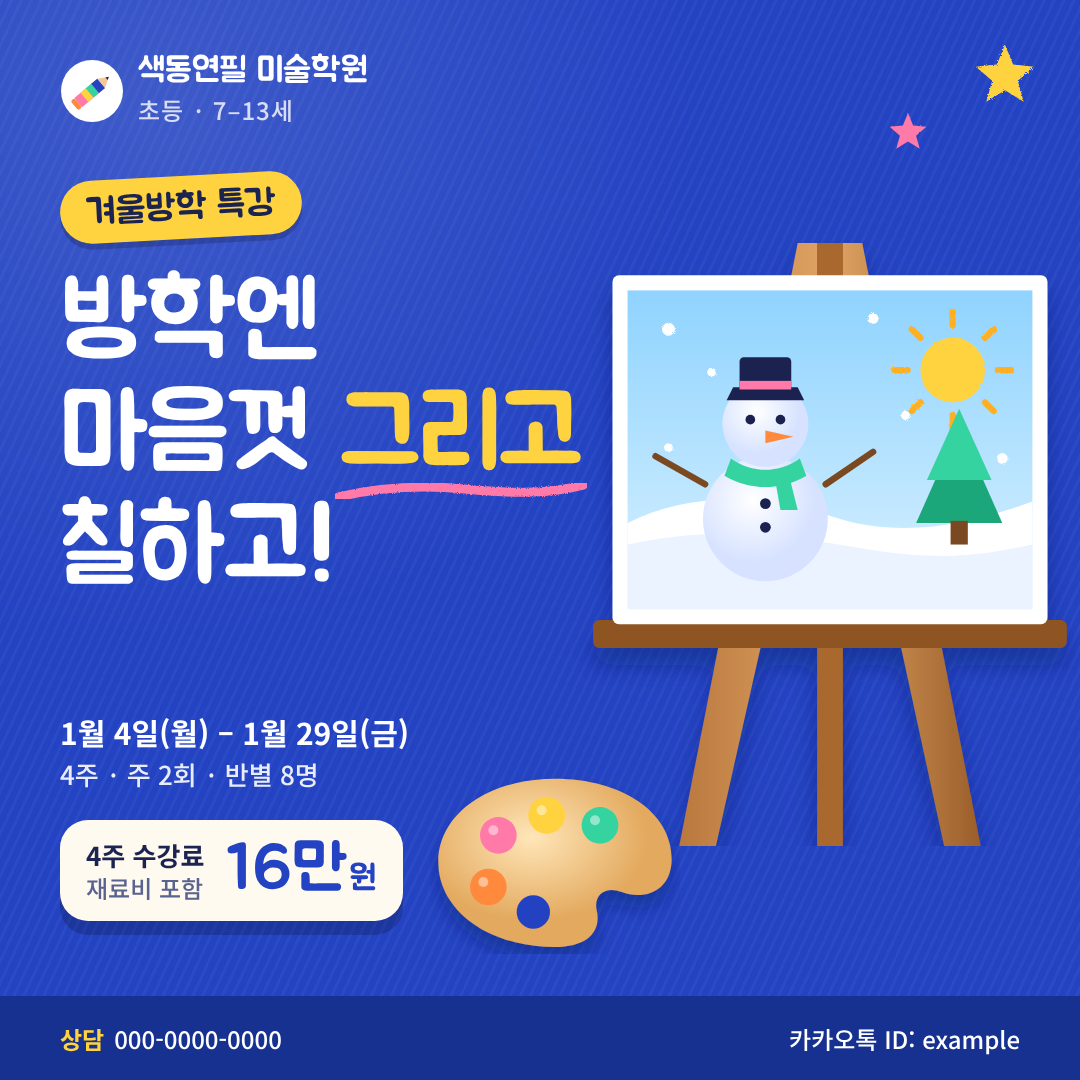 색동연필 미술학원
초등 · 7–13세
겨울방학 특강
방학엔
마음껏 그리고
칠하고!
1월 4일(월) – 1월 29일(금)
4주 · 주 2회 · 반별 8명
4주 수강료
재료비 포함
16만원
상담 000-0000-0000
카카오톡 ID: example